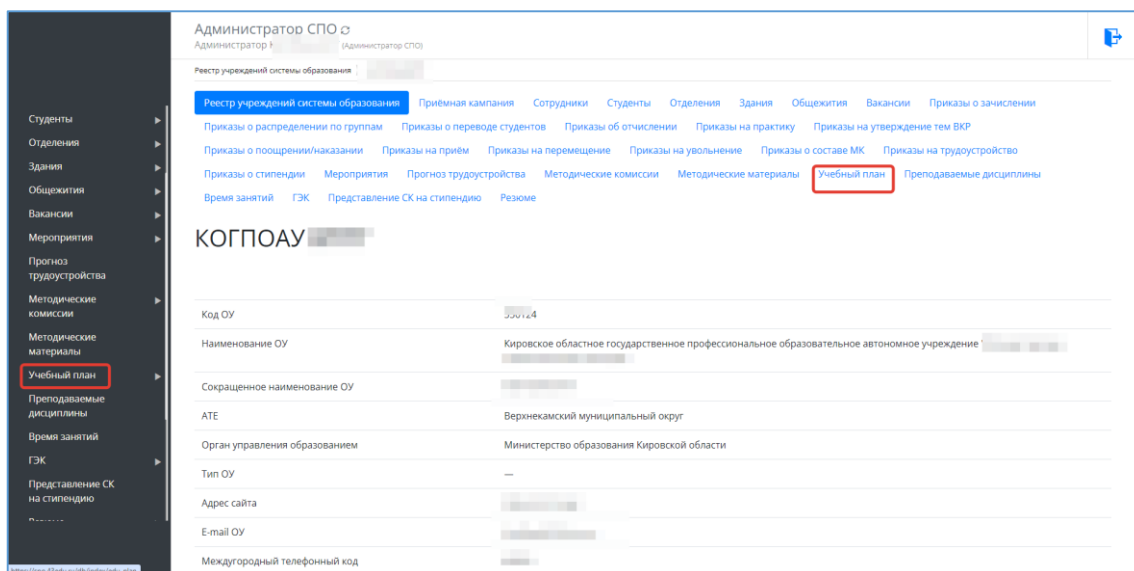 Администратор СПО
Администратор (Администратор СПО)
Реестр учреждений системы образования
Реестр учреждений системы образования Приёмная кампания Сотрудники Студенты Отделения Здания Общежития Вакансии Приказы о зачислении
Приказы о распределении по группам Приказы о переводе студентов Приказы об отчислении Приказы на практику Приказы на утверждение тем ВКР
Приказы о поощрении/наказании Приказы на приём Приказы на перемещение Приказы на увольнение Приказы о составе МК Приказы на трудоустройство
Приказы о стипендии Мероприятия Прогноз трудоустройства Методические комиссии Методические материалы Учебный план Преподаваемые дисциплины
Время занятий ГЭК Представление СК на стипендию Резюме
Студенты
Отделения
Здания
Общежития
Вакансии
Мероприятия
Прогноз
трудоустройства
Методические
комиссии
Методические
материалы
Учебный план
Преподаваемые
дисциплины
Время занятий
ГЭК
Представление СК
на стипендию
КОГПОАУ
Код ОУ
Наименование ОУ Кировское областное государственное профессиональное образовательное автономное учреждение
Сокращенное наименование ОУ
АТЕ Верхнекамский муниципальный округ
Орган управления образованием Министерство образования Кировской области
Тип ОУ —
Адрес сайта
E-mail ОУ
Междугородный телефонный код